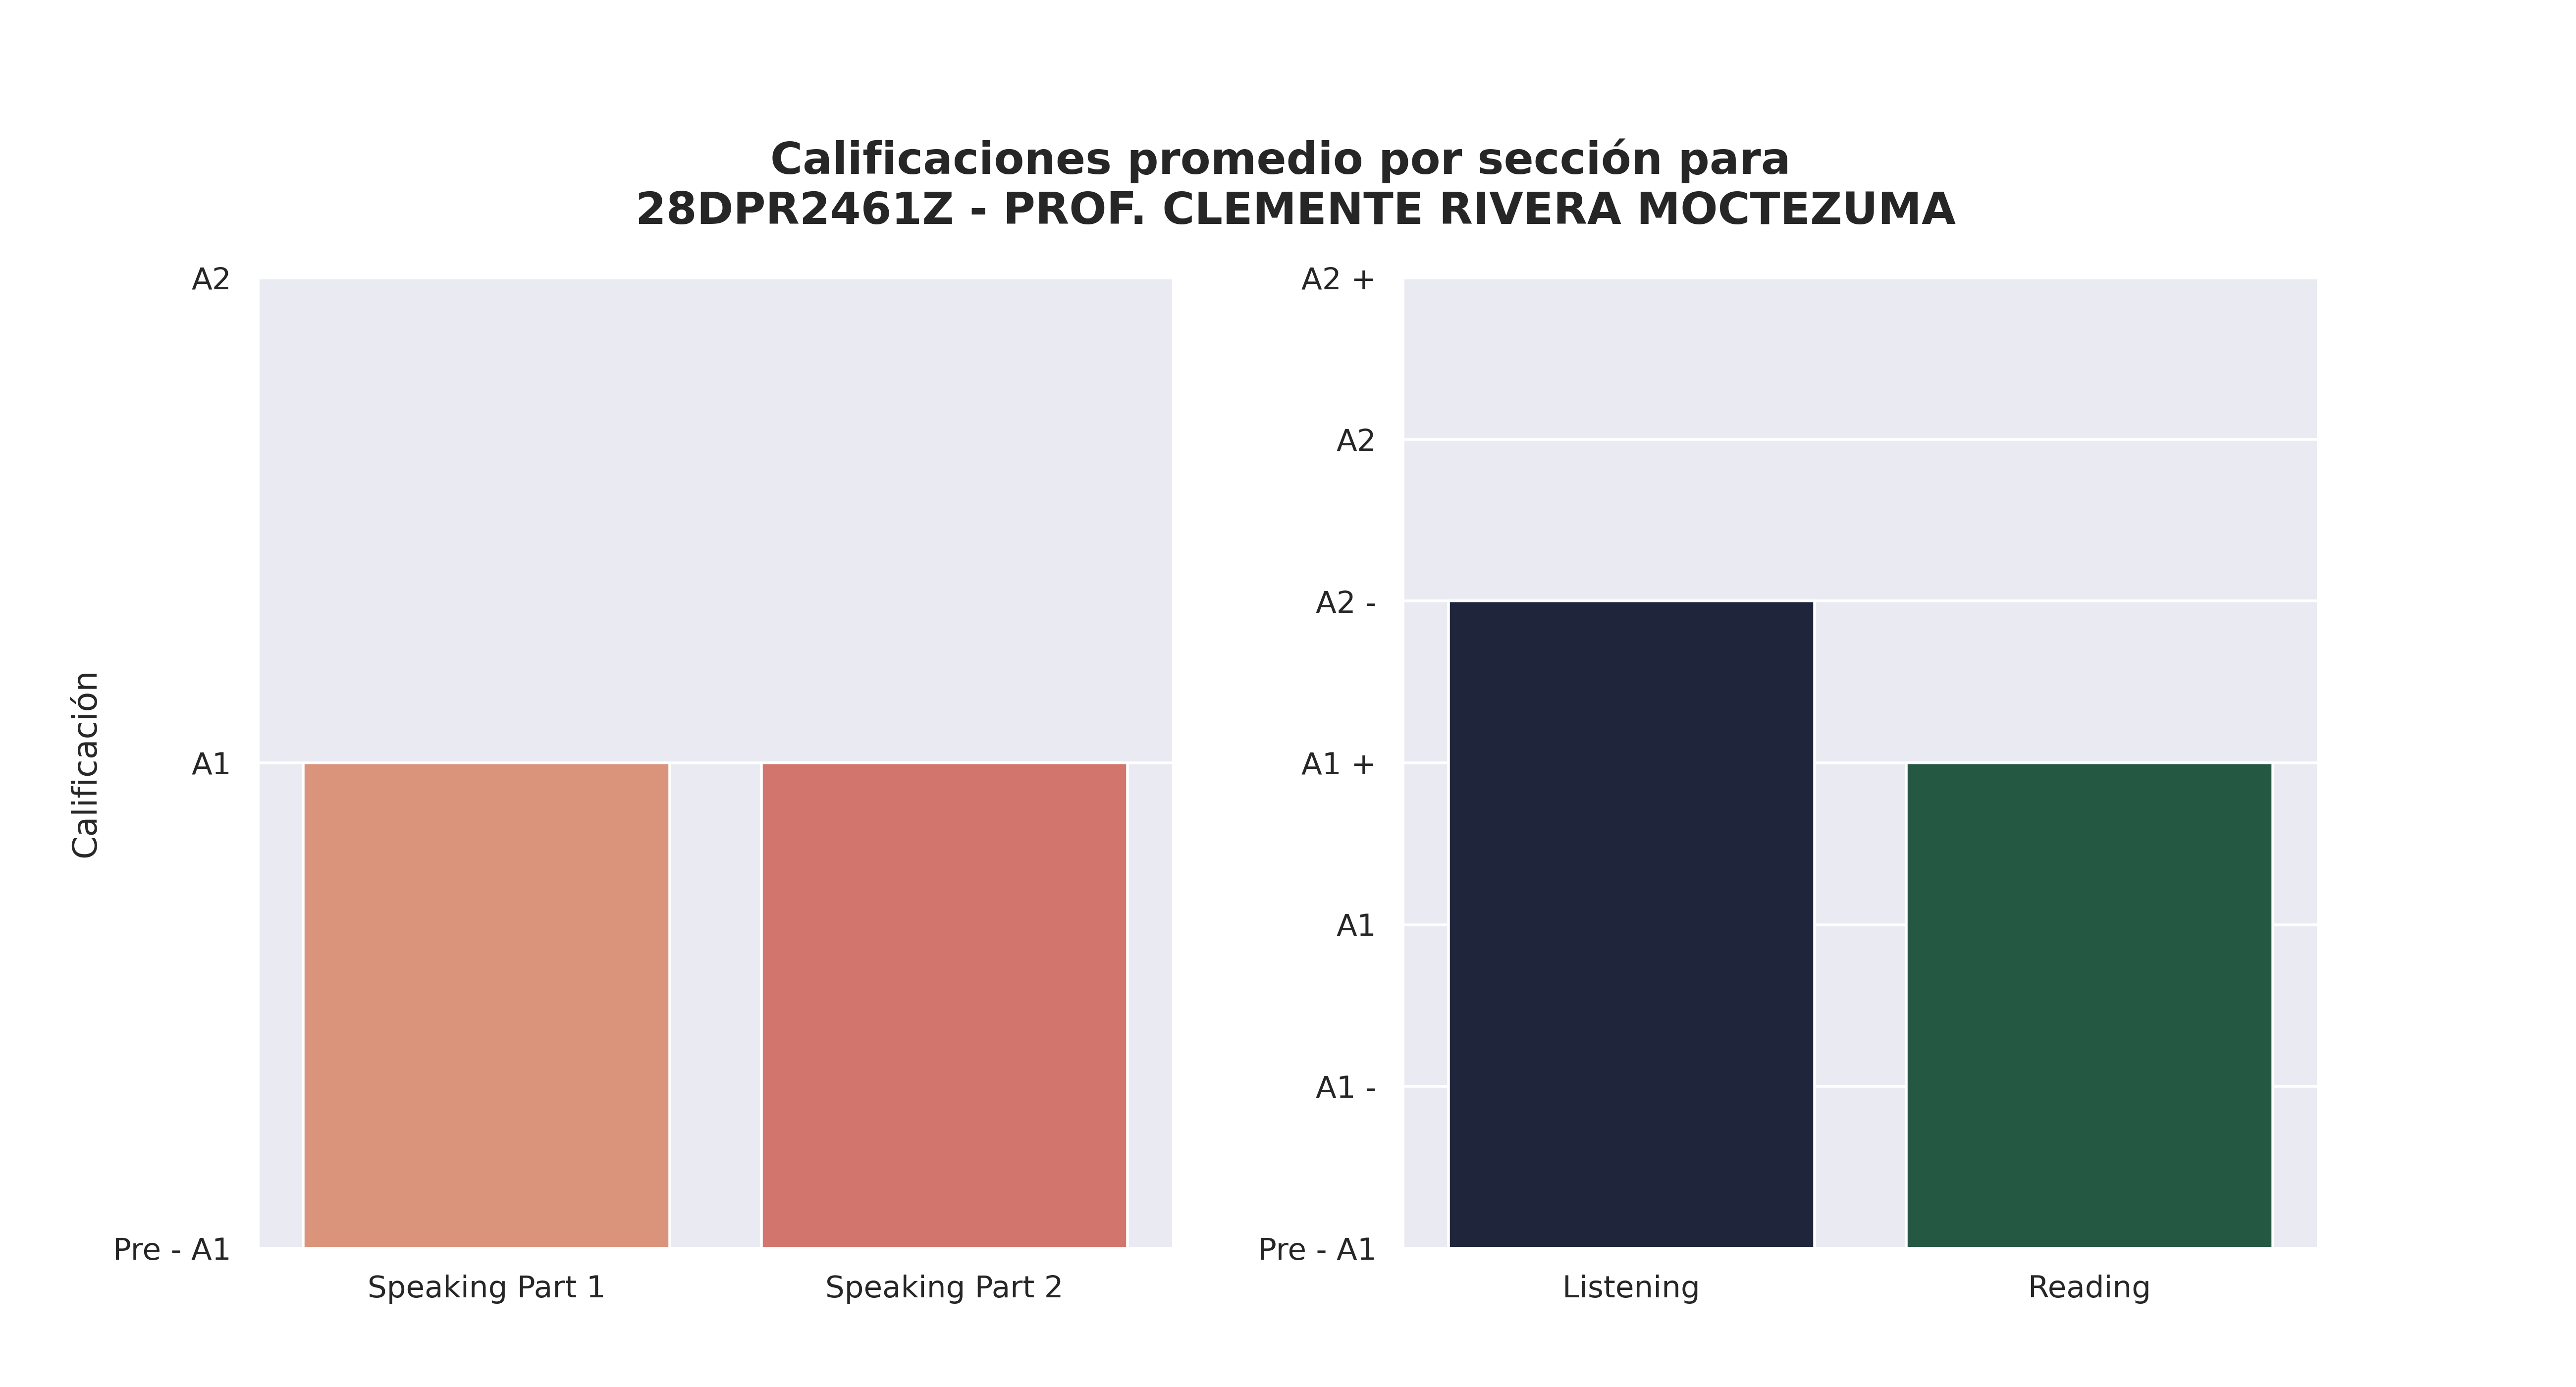 Calificaciones promedio por sección para
28DPR2461Z - PROF. CLEMENTE RIVERA MOCTEZUMA
Calificación
A2
A1
Pre - A1
Speaking Part 1
Speaking Part 2
A2 +
A2
A2 -
A1 +
A1
A1 -
Pre - A1
Listening
Reading